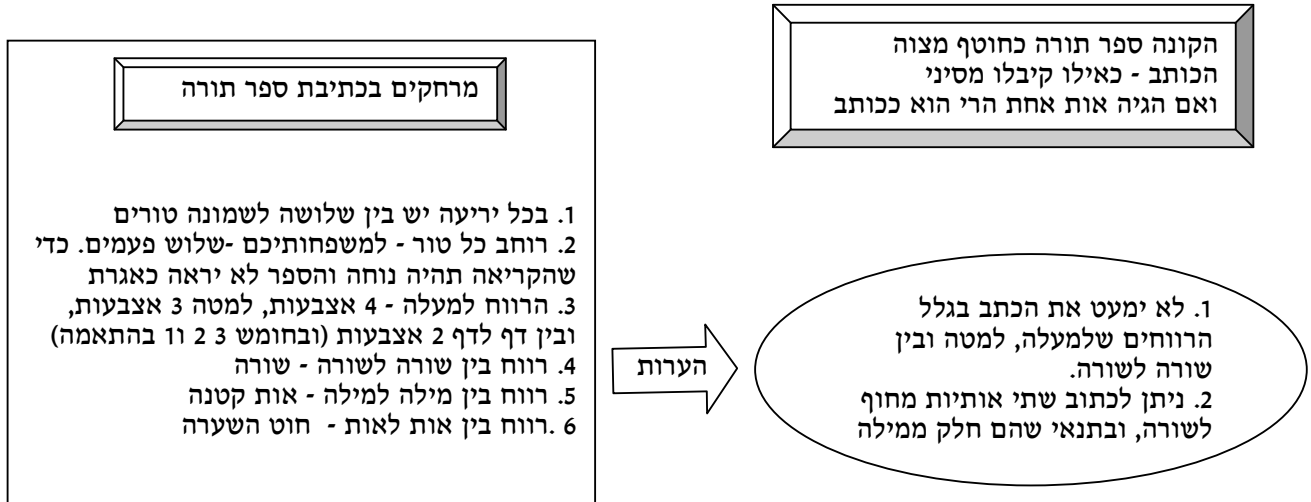 הקונה ספר תורה כחוטף מצוה
הכותב - כאילו קיבלו מסיני
ואם הגיה אות אחת הרי הוא ככותב
מרחקים בכתיבת ספר תורה
1. בכל יריעה יש בין שלושה לשמונה טורים
2. רוחב כל טור - למשפחותיכם -שלוש פעמים. כדי
שהקריאה תהיה נוחה והספר לא יראה כאגרת
3. הרווח למעלה - 4 אצבעות, למטה 3 אצבעות,
ובין דף לדף 2 אצבעות (ובחומש 3 2 ו1 בהתאמה)
4. רווח בין שורה לשורה - שורה
5. רווח בין מילה למילה - אות קטנה
6 .רווח בין אות לאות - חוט השערה
הערות
1. לא ימעט את הכתב בגלל
הרווחים שלמעלה, למטה ובין
שורה לשורה.
2. ניתן לכתוב שתי אותיות מחוף
לשורה, ובתנאי שהם חלק ממילה